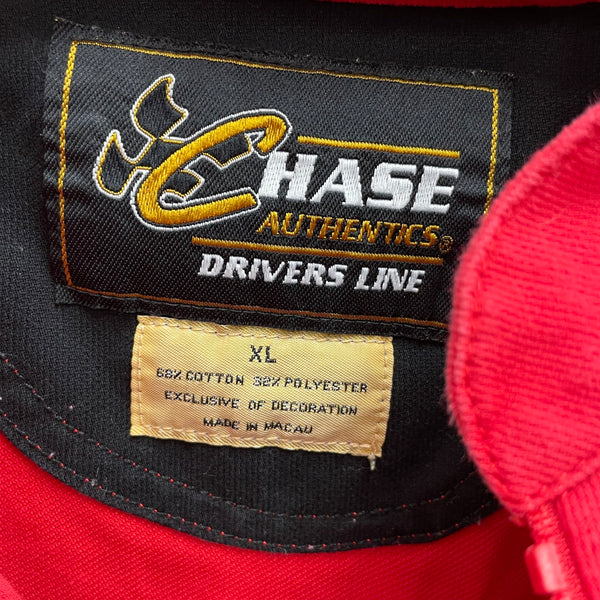 CHASE
AUTHENTICS®
DRIVERS LINE
XL
68% COTTON 32% POLYESTER
EXCLUSIVE OF DECORATION
MADE IN MACAU